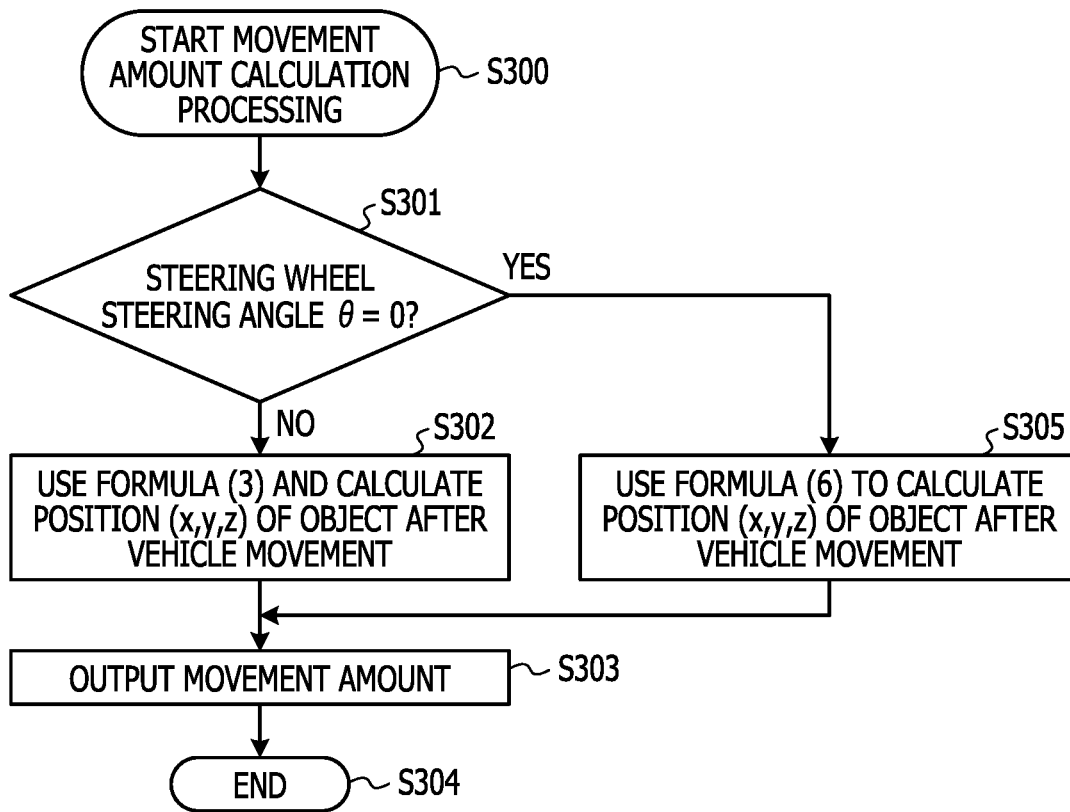 START MOVEMENT
AMOUNT CALCULATION
PROCESSING
S300
S301
STEERING WHEEL
STEERING ANGLE θ = 0?
YES
NO
S302
USE FORMULA (3) AND CALCULATE
POSITION (x,y,z) OF OBJECT AFTER
VEHICLE MOVEMENT
S305
USE FORMULA (6) TO CALCULATE
POSITION (x,y,z) OF OBJECT AFTER
VEHICLE MOVEMENT
OUTPUT MOVEMENT AMOUNT
S303
END
S304